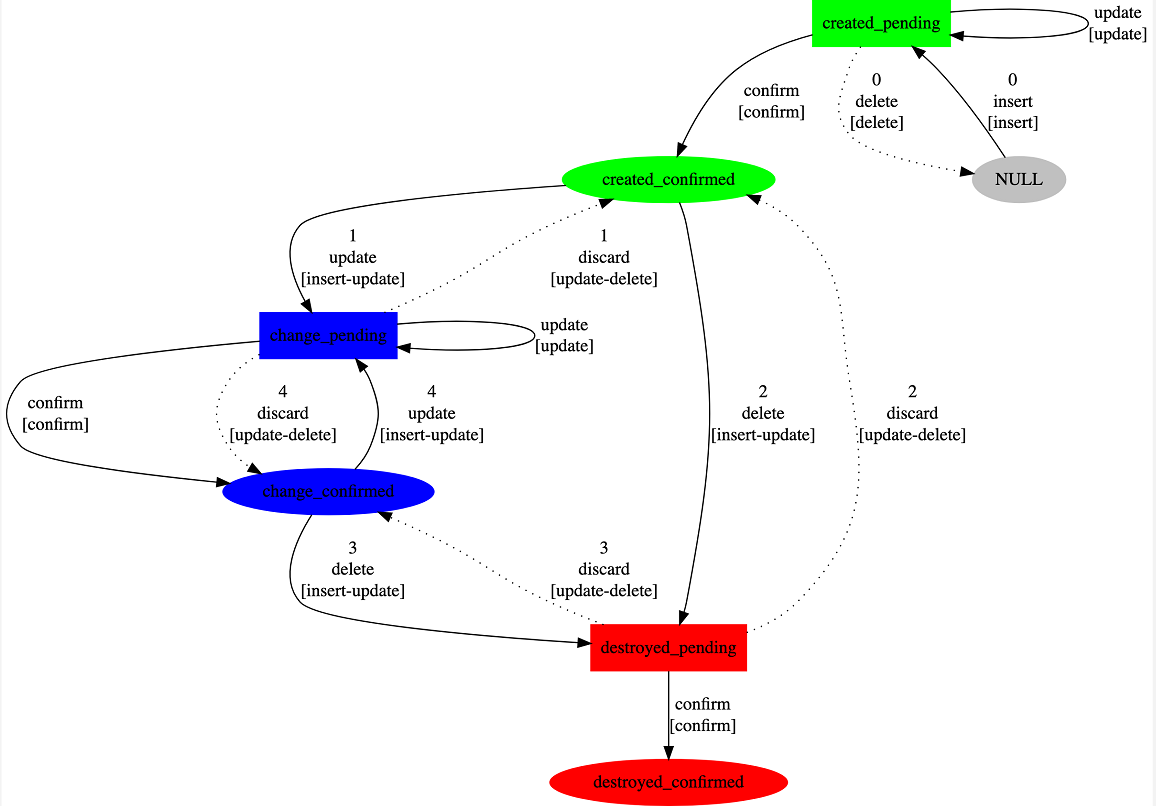 created_pending
update
[update]
confirm
[confirm]
0
delete
[delete]
0
insert
[insert]
created_confirmed
NULL
1
update
[insert-update]
1
discard
[update-delete]
change_pending
update
[update]
confirm
[confirm]
4
discard
[update-delete]
4
update
[insert-update]
2
delete
[insert-update]
2
discard
[update-delete]
change_confirmed
3
delete
[insert-update]
3
discard
[update-delete]
destroyed_pending
confirm
[confirm]
destroyed_confirmed